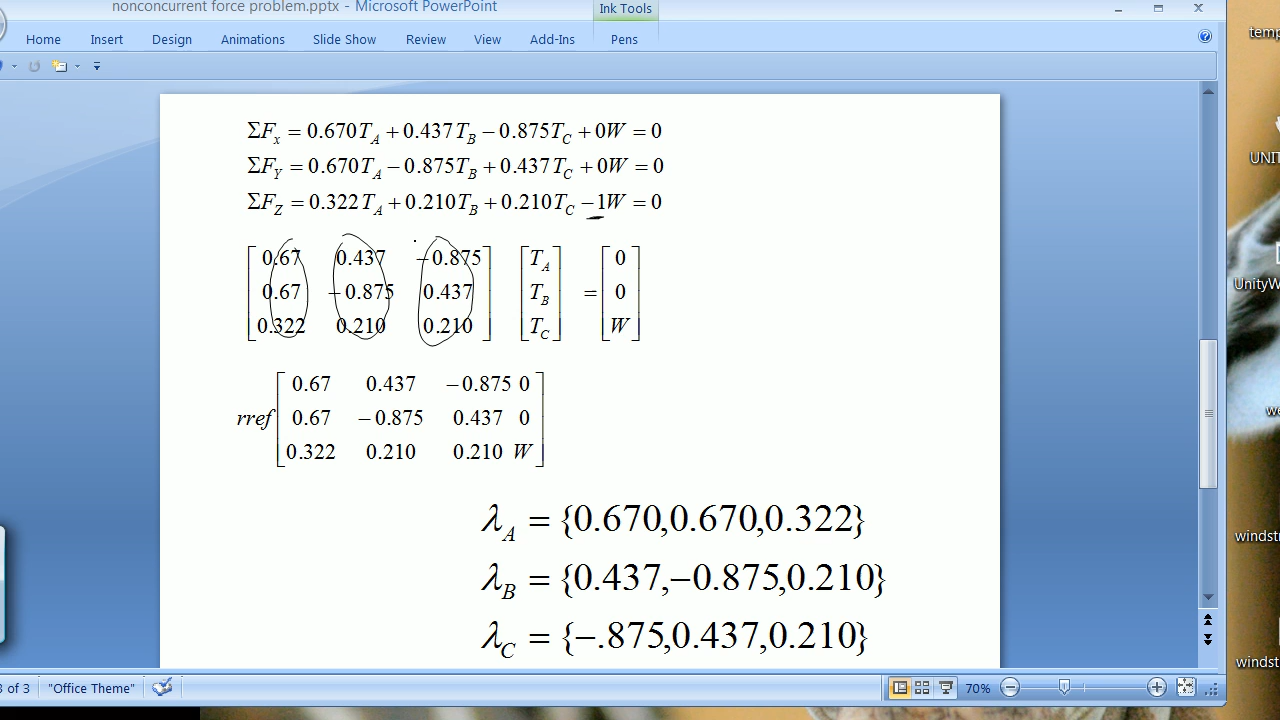 nonconcurrent force problem.pptx - Microsoft PowerPoint
Ink Tools
Home Insert Design Animations Slide Show Review View Add-Ins Pens
ΣF_x = 0.670T_A + 0.437T_B − 0.875T_C + 0W = 0
ΣF_Y = 0.670T_A − 0.875T_B + 0.437T_C + 0W = 0
ΣF_Z = 0.322T_A + 0.210T_B + 0.210T_C − 1W = 0
0.67 0.437 −0.875 T_A 0
0.67 −0.875 0.437 T_B = 0
0.322 0.210 0.210 T_C W
0.67 0.437 −0.875 0
rref 0.67 −0.875 0.437 0
0.322 0.210 0.210 W
λ_A = {0.670,0.670,0.322}
λ_B = {0.437,−0.875,0.210}
λ_C = {−.875,0.437,0.210}
3 of 3 "Office Theme" 70%
temp
UNIT
UnityW
we
windstr
windst